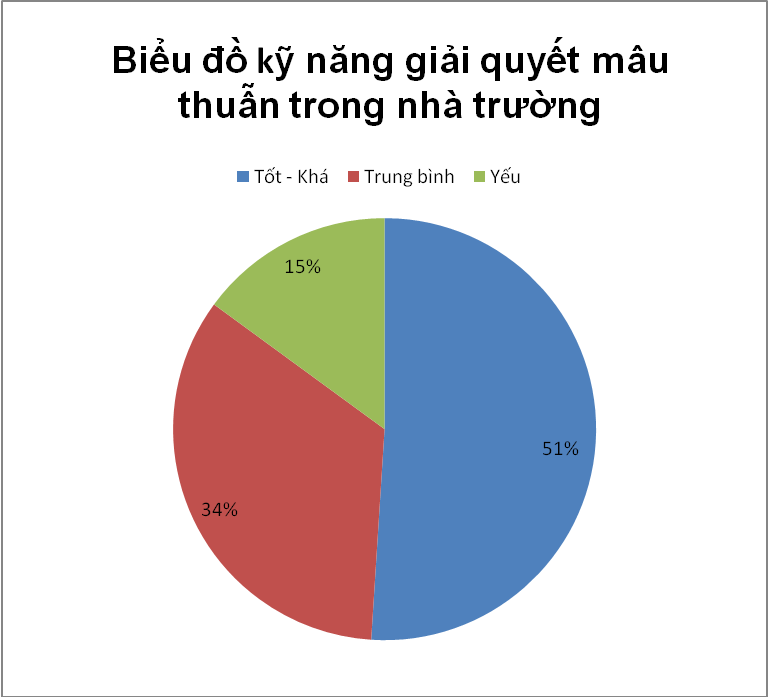 Biểu đồ kỹ năng giải quyết mâu
thuẫn trong nhà trường
Tốt - Khá Trung bình Yếu
15%
51%
34%